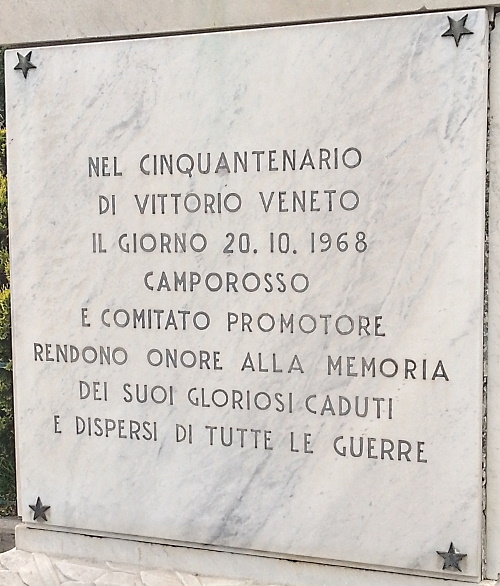 NEL CINQUANTENARIO
DI VITTORIO VENETO
IL GIORNO 20.10.1968
CAMPOROSSO
E COMITATO PROMOTORE
RENDONO ONORE ALLA MEMORIA
DEI SUOI GLORIOSI CADUTI
E DISPERSI DI TUTTE LE GUERRE